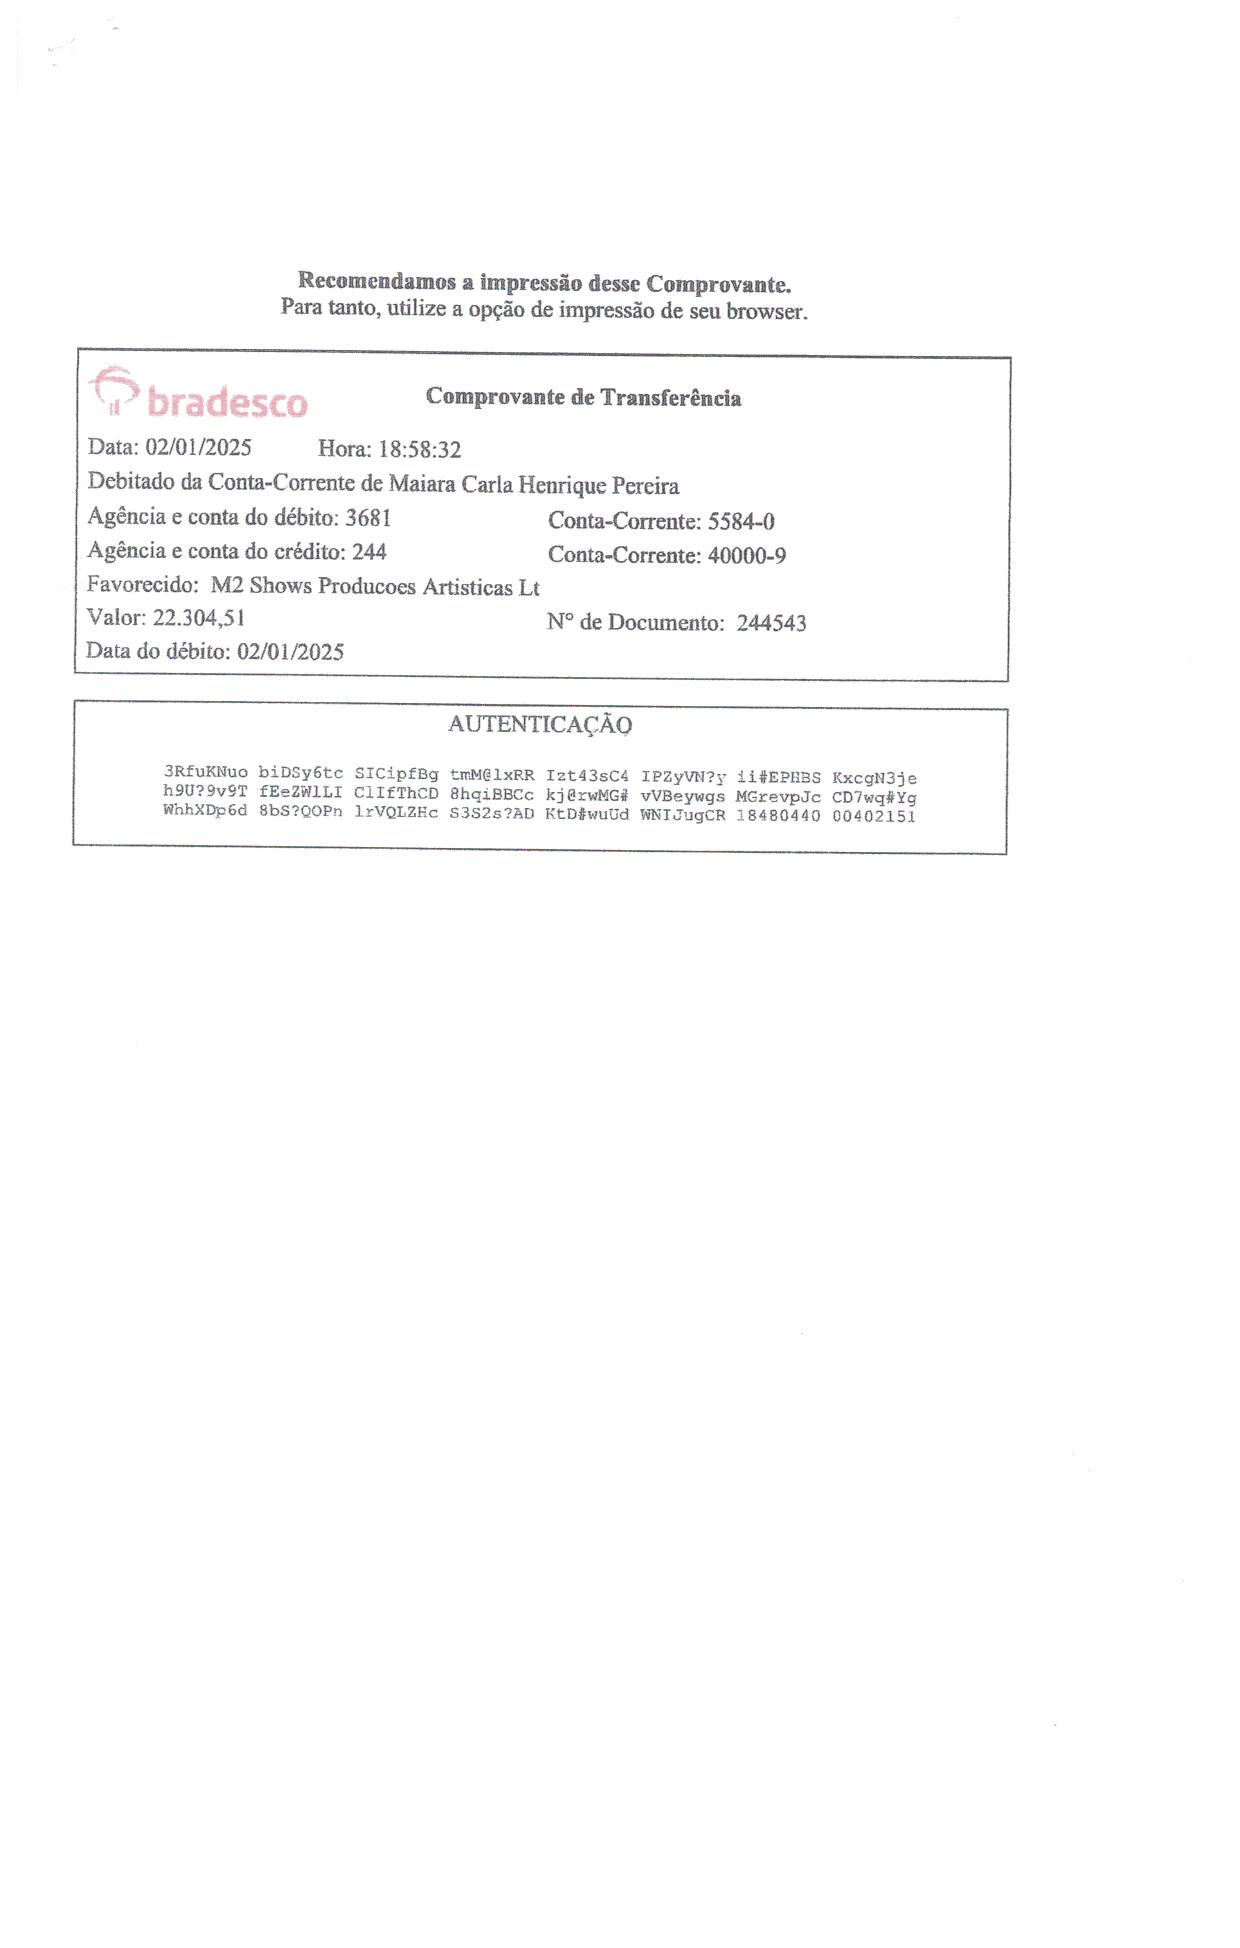 Recomendamos a impressão desse Comprovante.
Para tanto, utilize a opção de impressão de seu browser.
bradesco
Comprovante de Transferência
Data: 02/01/2025 Hora: 18:58:32
Debitado da Conta-Corrente de Maiara Carla Henrique Pereira
Agência e conta do débito: 3681 Conta-Corrente: 5584-0
Agência e conta do crédito: 244 Conta-Corrente: 40000-9
Favorecido: M2 Shows Producoes Artisticas Lt
Valor: 22.304,51 N° de Documento: 244543
Data do débito: 02/01/2025
AUTENTICAÇÃO
3RfuKNuo biDSy6tc SICipfBg tmM@lxRR Izt43sC4 IPZyVN?y ii#EPHBS KxcgN3je
h9U?9v9T fEeZWlLI ClIfThCD 8hqiBBCc kj@rwMG# vVBeywgs MGrevpJc CD7wq#Yg
WhhXDp6d 8bS?QOPn lrVQLZHc S3S2s?AD KtD#wuUd WNIJugCR 18480440 00402151